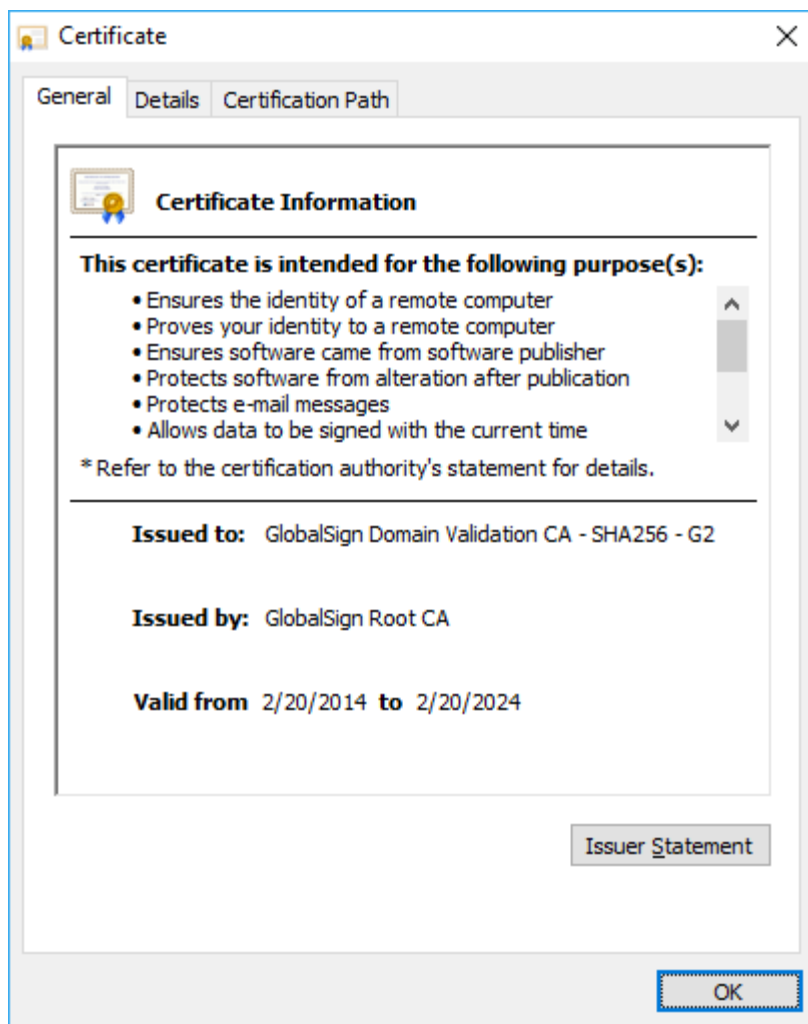 Certificate
General Details Certification Path
Certificate Information
This certificate is intended for the following purpose(s):
• Ensures the identity of a remote computer
• Proves your identity to a remote computer
• Ensures software came from software publisher
• Protects software from alteration after publication
• Protects e-mail messages
• Allows data to be signed with the current time
* Refer to the certification authority's statement for details.
Issued to: GlobalSign Domain Validation CA - SHA256 - G2
Issued by: GlobalSign Root CA
Valid from 2/20/2014 to 2/20/2024
Issuer Statement
OK